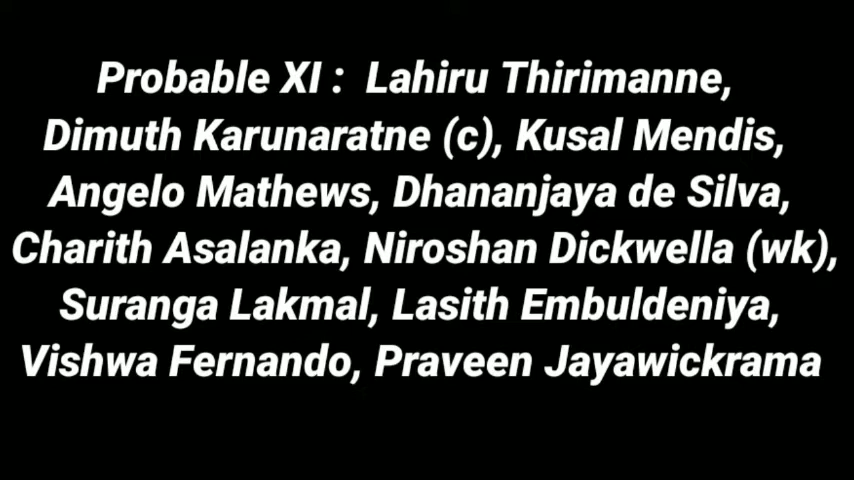 Probable XI :  Lahiru Thirimanne,
Dimuth Karunaratne (c), Kusal Mendis,
Angelo Mathews, Dhananjaya de Silva,
Charith Asalanka, Niroshan Dickwella (wk),
Suranga Lakmal, Lasith Embuldeniya,
Vishwa Fernando, Praveen Jayawickrama